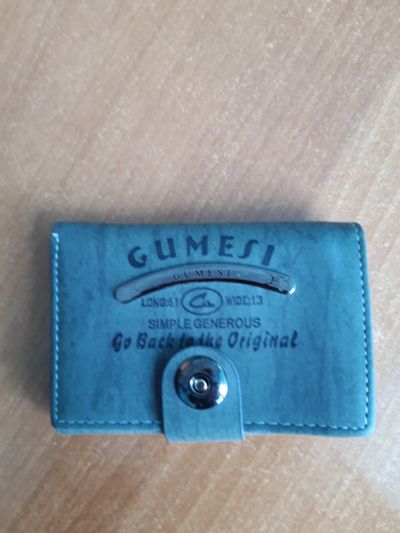 GUMESI
GUMESI
LONG:61 WIDE:13
SIMPLE GENEROUS
Go Back to the Original